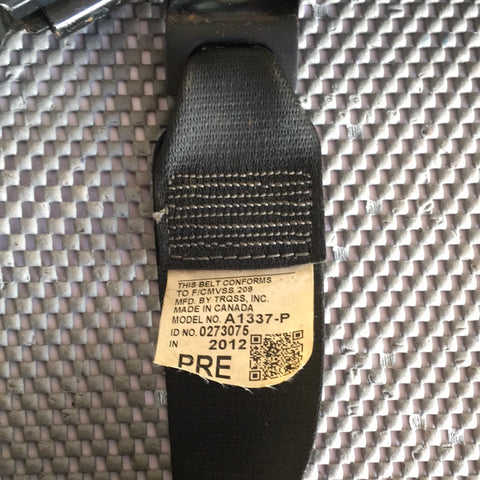 THIS BELT CONFORMS
TO F/CMVSS 209
MFD. BY TRQSS, INC.
MADE IN CANADA
MODEL NO. A1337-P
ID NO. 0273075
IN 2012
PRE